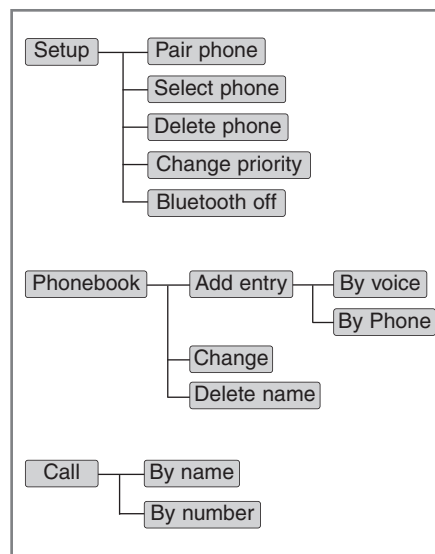 Setup
Pair phone
Select phone
Delete phone
Change priority
Bluetooth off
Phonebook
Add entry
By voice
By Phone
Change
Delete name
Call
By name
By number